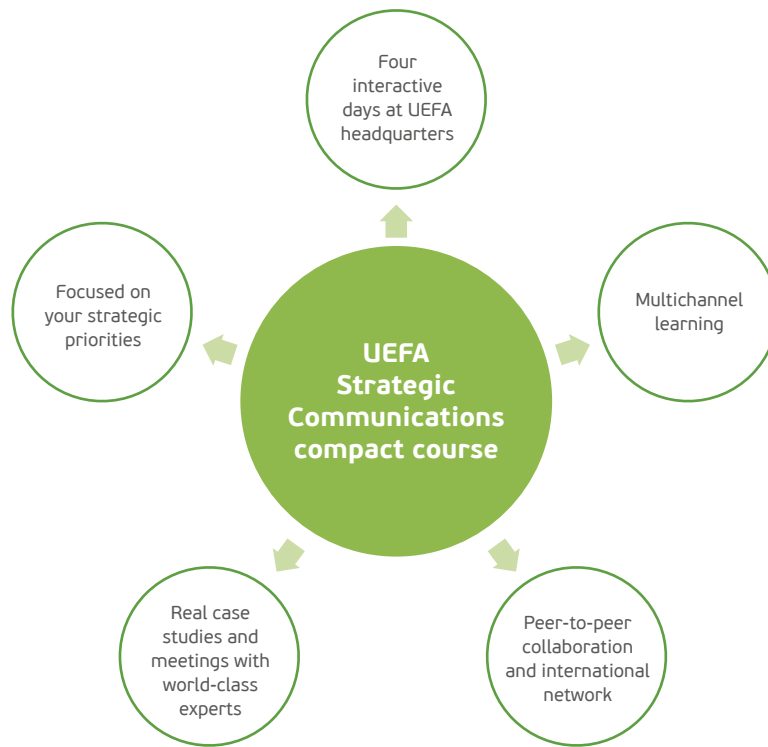 Four
interactive
days at UEFA
headquarters
Focused on
your strategic
priorities
Multichannel
learning
UEFA
Strategic
Communications
compact course
Real case
studies and
meetings with
world-class
experts
Peer-to-peer
collaboration
and international
network